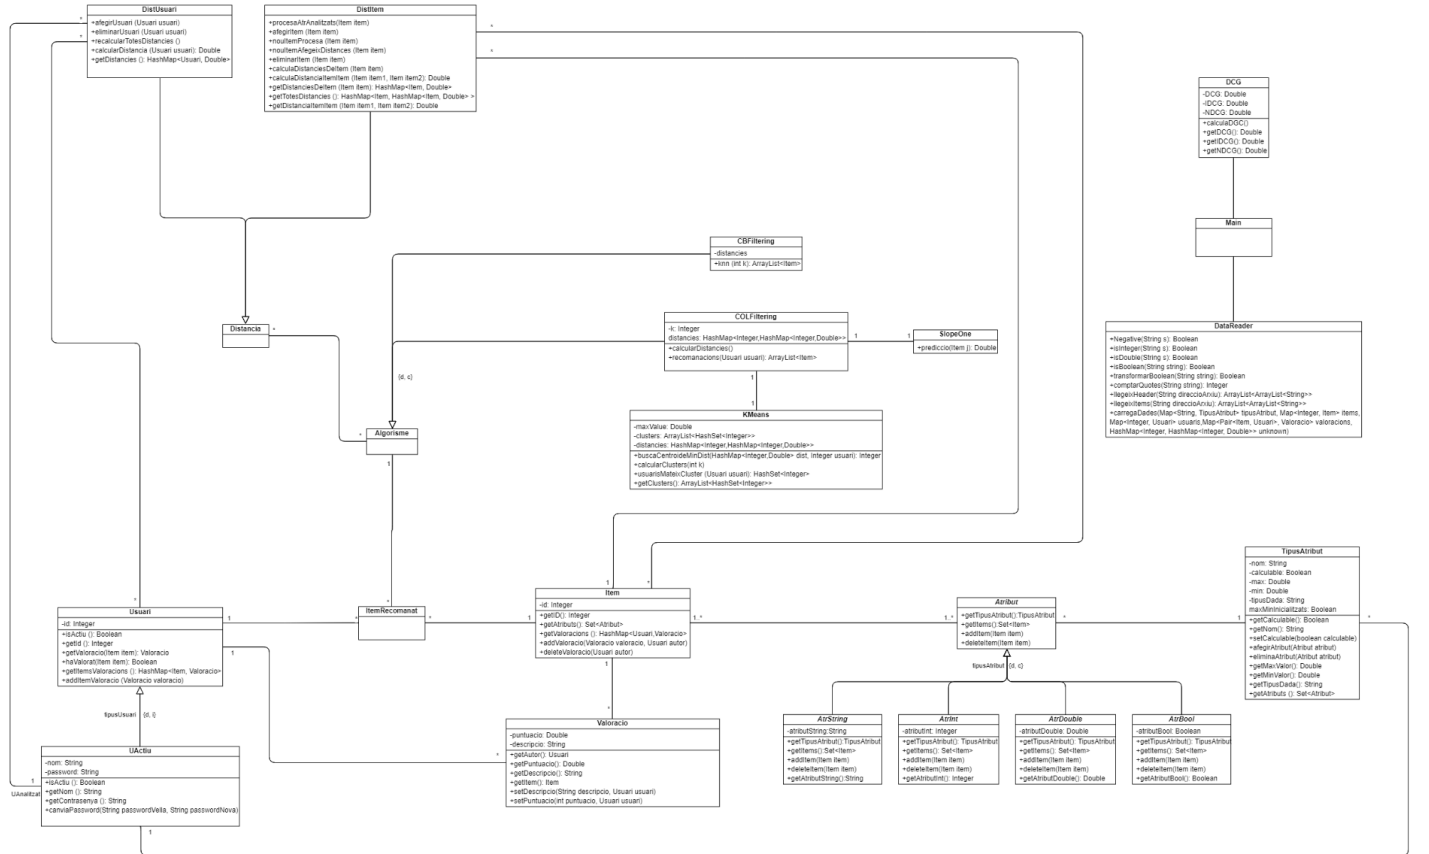 DistUsuari
+afegirUsuari (Usuari usuari)
+eliminarUsuari (Usuari usuari)
+recalcularTotesDistancies ()
+calcularDistancia (Usuari usuari): Double
+getDistancies (): HashMap<Usuari, Double>
*
*
DistItem
+procesaAtrAnalitzats(Item item)
+afegirItem (Item item)
+nouItemProcesa (Item item)
+nouItemAfegeixDistances (Item item)
+eliminarItem (Item item)
+calculaDistanciesDeItem (Item item)
+calculaDistanciaItemItem (Item item1, Item item2): Double
+getDistanciesDeItem (Item item): HashMap<Item, Double>
+getTotesDistancies (): HashMap<Item, HashMap<Item, Double> >
+getDistanciaItemItem (Item item1, Item item2): Double
*
*
DCG
-DCG: Double
-IDCG: Double
-NDCG: Double
+calculaDGC()
+getDCG(): Double
+getIDCG(): Double
+getNDCG(): Double
Main
CBFiltering
-distancies
+knn (int k): ArrayList<Item>
Distancia
*
COLFiltering
-k: Integer
distancies: HashMap<Integer,HashMap<Integer,Double>>
+calcularDistancies()
+recomanacions(Usuari usuari): ArrayList<Item>
1
1
SlopeOne
+prediccio(Item j): Double
DataReader
+Negative(String s): Boolean
+isInteger(String s): Boolean
+isDouble(String s): Boolean
+isBoolean(String string): Boolean
+transformarBoolean(String string): Boolean
+comptarQuotes(String string): Integer
+llegeixHeader(String direccioArxiu): ArrayList<ArrayList<String>>
+llegeixItems(String direccioArxiu): ArrayList<ArrayList<String>>
+carregaDades(Map<String, TipusAtribut> tipusAtribut, Map<Integer, Item> items,
Map<Integer, Usuari> usuaris,Map<Pair<Item, Usuari>, Valoracio> valoracions,
HashMap<Integer, HashMap<Integer, Double>> unknown)
{d, c}
1
1
Algorisme
*
1
KMeans
-maxValue: Double
-clusters: ArrayList<HashSet<Integer>>
-distancies: HashMap<Integer,HashMap<Integer,Double>>
+buscaCentroideMinDist(HashMap<Integer,Double> dist, Integer usuari): Integer
+calcularClusters(int k)
+usuarisMateixCluster (Usuari usuari): HashSet<Integer>
+getClusters(): ArrayList<HashSet<Integer>>
*
Usuari
-id: Integer
+isActiu (): Boolean
+getId (): Integer
+getValoracio(Item item): Valoracio
+haValorat(Item item): Boolean
+getItemsValoracions (): HashMap<Item, Valoracio>
+addItemValoracio (Valoracio valoracio)
1
1
*
*
ItemRecomanat
*
1
1
*
Item
-id: Integer
+getID(): Integer
+getAtributs(): Set<Atribut>
+getValoracions (): HashMap<Usuari,Valoracio>
+addValoracio(Valoracio valoracio, Usuari autor)
+deleteValoracio(Usuari autor)
1..*
1
*
1..*
Atribut
+getTipusAtribut():TipusAtribut
+getItems():Set<Item>
+addItem(Item item)
+deleteItem(Item item)
*
tipusAtribut
{d, c}
1
TipusAtribut
-nom: String
-calculable: Boolean
-max: Double
-min: Double
-tipusDada: String
maxMinInicialitzats: Boolean
+getCalculable(): Boolean
+getNom(): String
+setCalculable(boolean calculable)
+afegirAtribut(Atribut atribut)
+eliminaAtribut(Atribut atribut)
+getMaxValor(): Double
+getMinValor(): Double
+getTipusDada(): String
+getAtributs (): Set<Atribut>
*
tipusUsuari
{d, i}
UActiu
-nom: String
-password: String
+isActiu (): Boolean
+getNom (): String
+getContrasenya (): String
+canviaPassword(String passwordVella, String passwordNova)
1
UAnalitzat
1
*
Valoracio
-puntuacio: Double
-descripcio: String
+getAutor(): Usuari
+getPuntuacio(): Double
+getDescripcio(): String
+getItem(): Item
+setDescripcio(String descripcio, Usuari usuari)
+setPuntuacio(int puntuacio, Usuari usuari)
AtrString
-atributString:String
+getTipusAtribut():TipusAtribut
+getItems():Set<Item>
+addItem(Item item)
+deleteItem(Item item)
+getAtributString():String
AtrInt
-atributInt: Integer
+getTipusAtribut(): TipusAtribut
+getItems(): Set<Item>
+addItem(Item item)
+deleteItem(Item item)
+getAtributInt(): Integer
AtrDouble
-atributDouble: Double
+getTipusAtribut(): TipusAtribut
+getItems(): Set<Item>
+addItem(Item item)
+deleteItem(Item item)
+getAtributDouble(): Double
AtrBool
-atributBool: Boolean
+getTipusAtribut(): TipusAtribut
+getItems(): Set<Item>
+addItem(Item item)
+deleteItem(Item item)
+getAtributBool(): Boolean